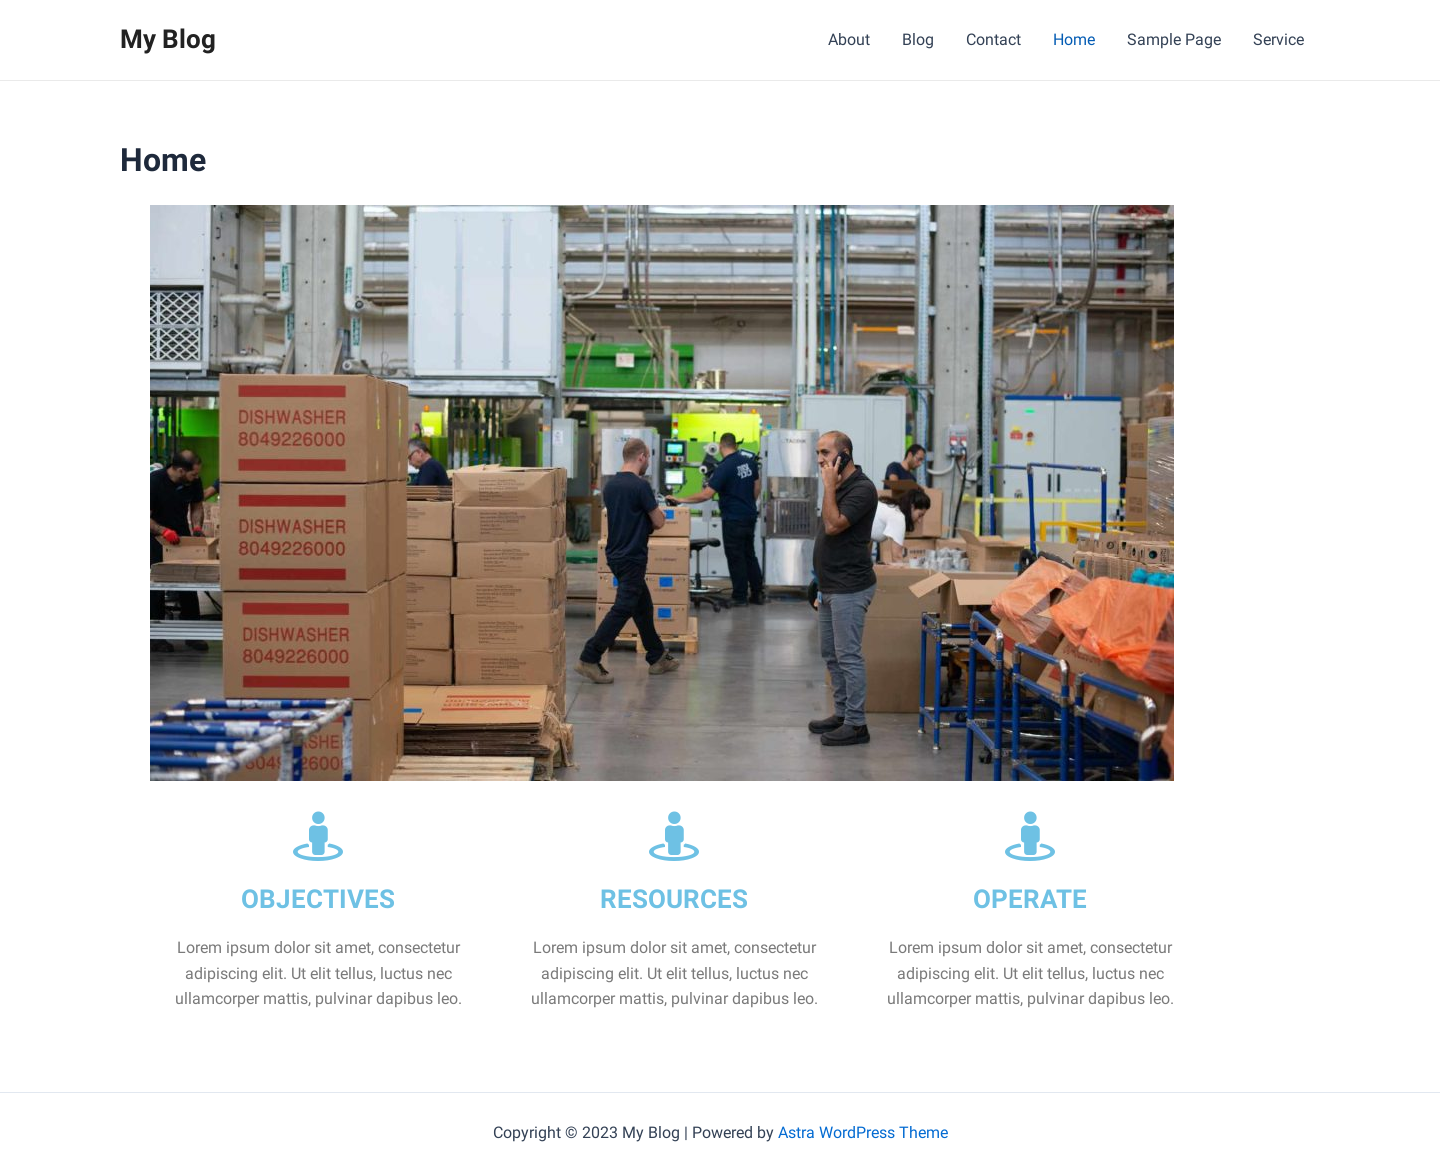 My Blog
About Blog Contact Home Sample Page Service
Home
DISHWASHER
8049226000
DISHWASHER
8049226000
DISHWASHER
8049226000
Lorem ipsum dolor sit amet, consectetur
adipiscing elit. Ut elit tellus, luctus nec
ullamcorper mattis, pulvinar dapibus leo.
OBJECTIVES
RESOURCES
Lorem ipsum dolor sit amet, consectetur
adipiscing elit. Ut elit tellus, luctus nec
ullamcorper mattis, pulvinar dapibus leo.
OPERATE
Lorem ipsum dolor sit amet, consectetur
adipiscing elit. Ut elit tellus, luctus nec
ullamcorper mattis, pulvinar dapibus leo.
Copyright © 2023 My Blog | Powered by Astra WordPress Theme